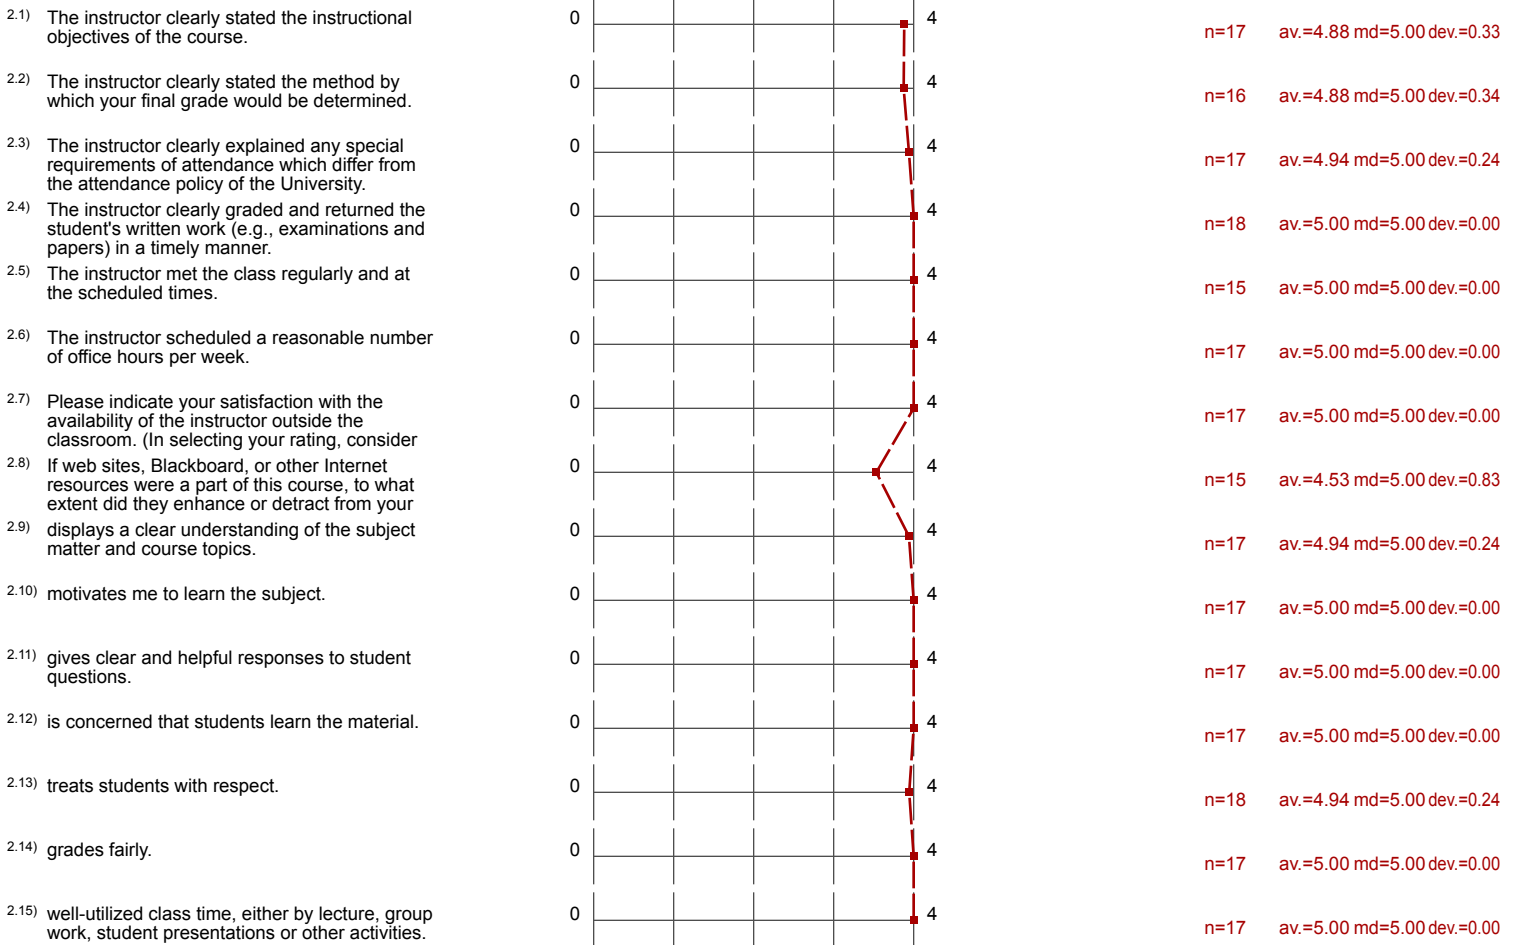 2.1) The instructor clearly stated the instructional 0 4
objectives of the course. n=17 av.=4.88 md=5.00 dev.=0.33
2.2) The instructor clearly stated the method by 0 4
which your final grade would be determined. n=16 av.=4.88 md=5.00 dev.=0.34
2.3) The instructor clearly explained any special 0 4
requirements of attendance which differ from n=17 av.=4.94 md=5.00 dev.=0.24
the attendance policy of the University.
2.4) The instructor clearly graded and returned the 0 4
student's written work (e.g., examinations and n=18 av.=5.00 md=5.00 dev.=0.00
papers) in a timely manner.
2.5) The instructor met the class regularly and at 0 4
the scheduled times. n=15 av.=5.00 md=5.00 dev.=0.00
2.6) The instructor scheduled a reasonable number 0 4
of office hours per week. n=17 av.=5.00 md=5.00 dev.=0.00
2.7) Please indicate your satisfaction with the 0 4
availability of the instructor outside the n=17 av.=5.00 md=5.00 dev.=0.00
classroom. (In selecting your rating, consider
2.8) If web sites, Blackboard, or other Internet 0 4
resources were a part of this course, to what n=15 av.=4.53 md=5.00 dev.=0.83
extent did they enhance or detract from your
2.9) displays a clear understanding of the subject 0 4
matter and course topics. n=17 av.=4.94 md=5.00 dev.=0.24
2.10) motivates me to learn the subject. 0 4
n=17 av.=5.00 md=5.00 dev.=0.00
2.11) gives clear and helpful responses to student 0 4
questions. n=17 av.=5.00 md=5.00 dev.=0.00
2.12) is concerned that students learn the material. 0 4
n=17 av.=5.00 md=5.00 dev.=0.00
2.13) treats students with respect. 0 4
n=18 av.=4.94 md=5.00 dev.=0.24
2.14) grades fairly. 0 4
n=17 av.=5.00 md=5.00 dev.=0.00
2.15) well-utilized class time, either by lecture, group 0 4
work, student presentations or other activities. n=17 av.=5.00 md=5.00 dev.=0.00